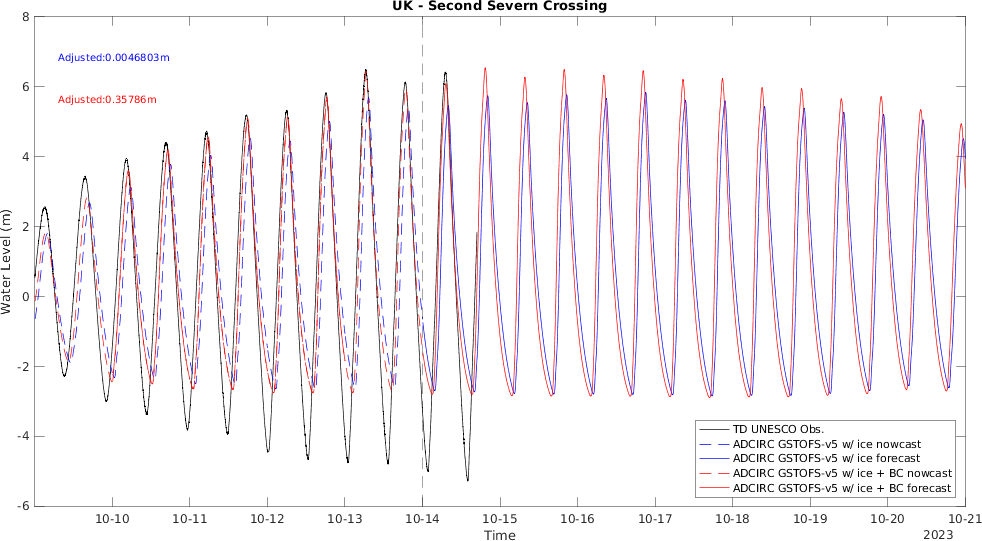 UK - Second Severn Crossing
Adjusted:0.0046803m
Adjusted:0.35786m
Water Level (m)
8
6
4
2
0
-2
-4
-6
TD UNESCO Obs.
ADCIRC GSTOFS-v5 w/ ice nowcast
ADCIRC GSTOFS-v5 w/ ice forecast
ADCIRC GSTOFS-v5 w/ ice + BC nowcast
ADCIRC GSTOFS-v5 w/ ice + BC forecast
10-10 10-11 10-12 10-13 10-14 10-15 10-16 10-17 10-18 10-19 10-20 10-21
Time
2023